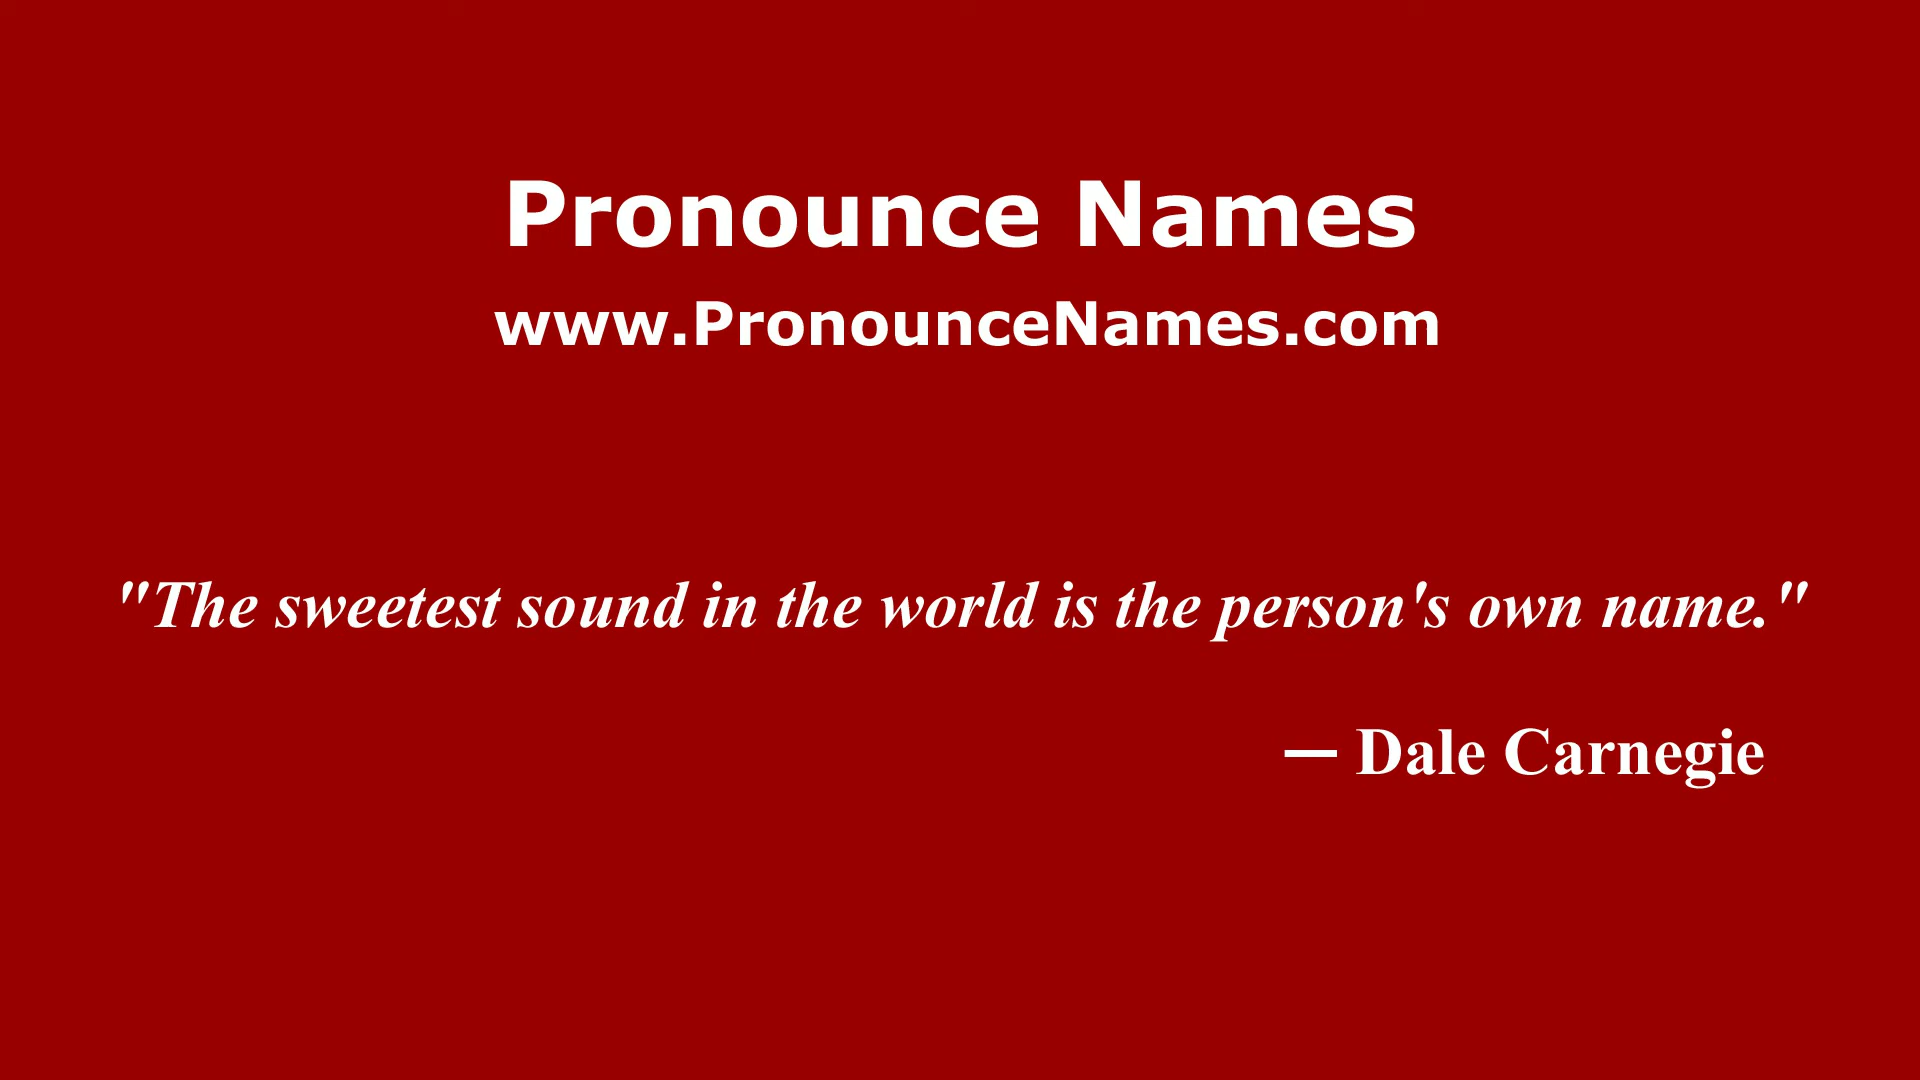 Pronounce Names
www.PronounceNames.com
"The sweetest sound in the world is the person's own name."
— Dale Carnegie